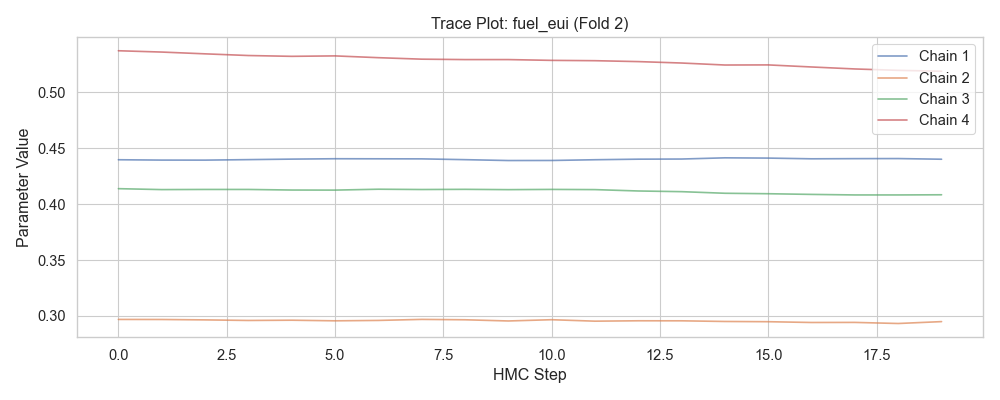 Trace Plot: fuel_eui (Fold 2)
Parameter Value
0.50
0.45
0.40
0.35
0.30
Chain 1
Chain 2
Chain 3
Chain 4
0.0 2.5 5.0 7.5 10.0 12.5 15.0 17.5
HMC Step